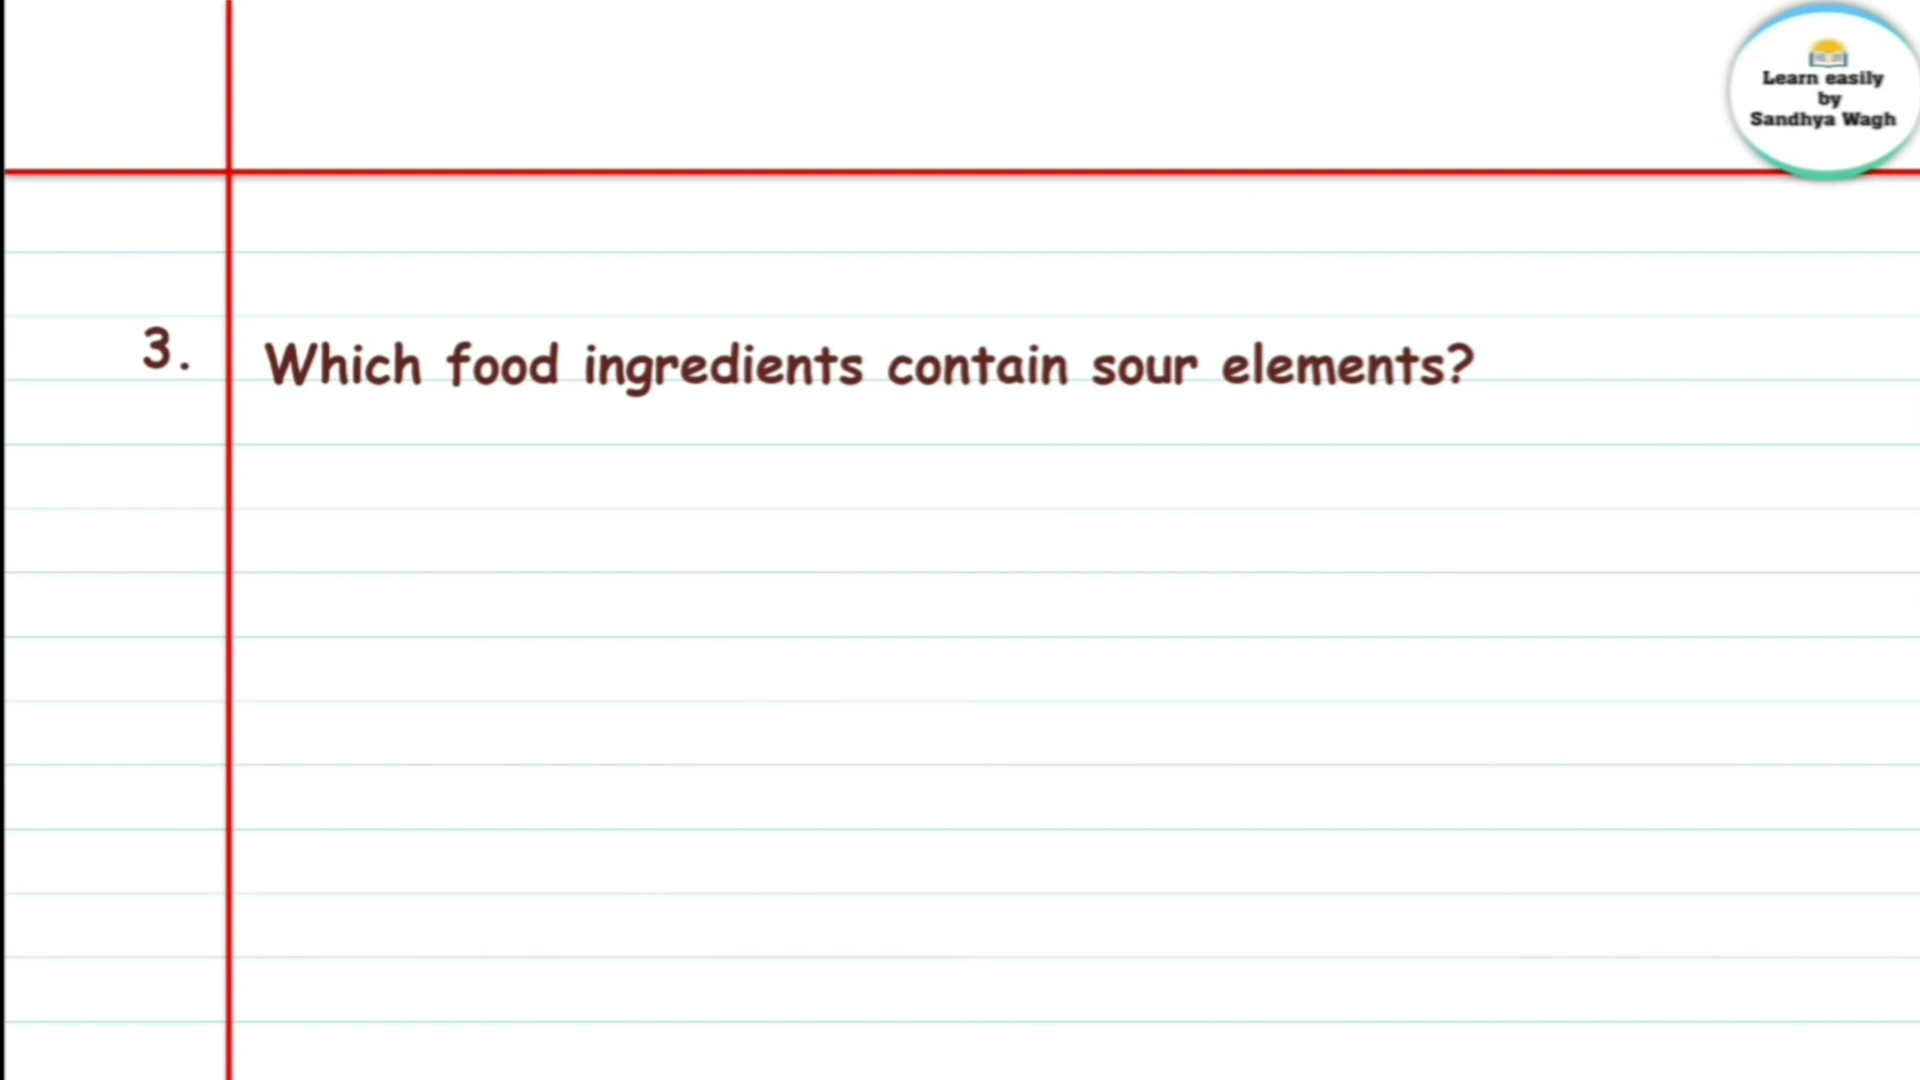 Learn easily
by
Sandhya Wagh
3. Which food ingredients contain sour elements?